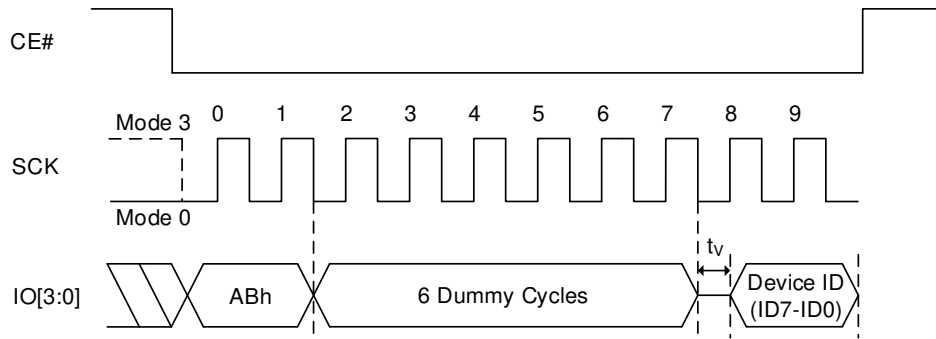 CE#
Mode 3
0 1 2 3 4 5 6 7 8 9
SCK
Mode 0
tV
IO[3:0]
ABh
6 Dummy Cycles
Device ID
(ID7-ID0)